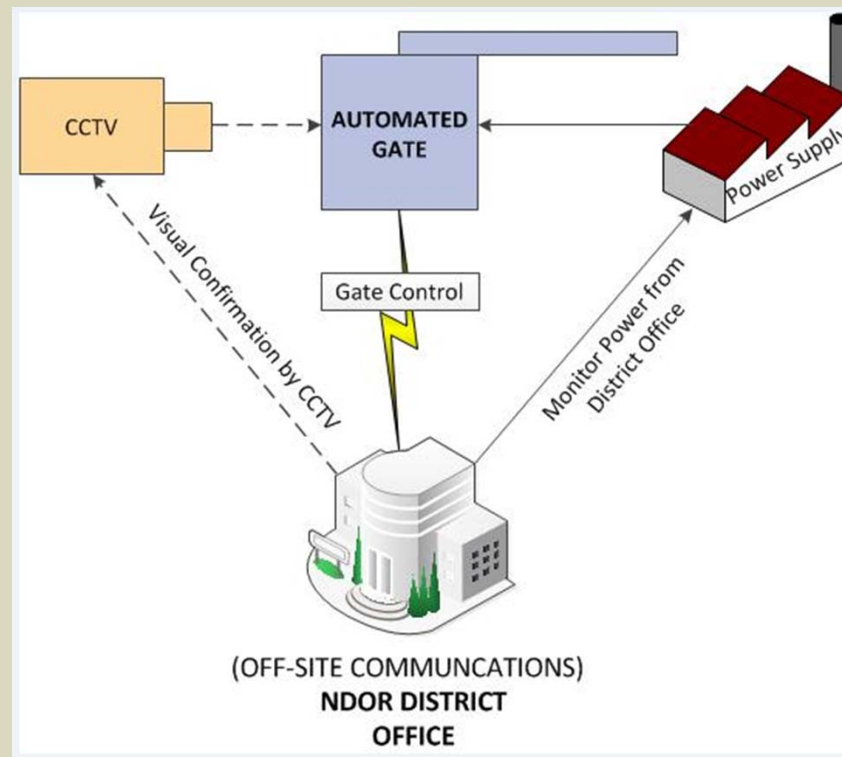 CCTV
AUTOMATED
GATE
Power Supply
Visual Confirmation by CCTV
Gate Control
Monitor Power from
District Office
(OFF-SITE COMMUNCATIONS)
NDOR DISTRICT
OFFICE